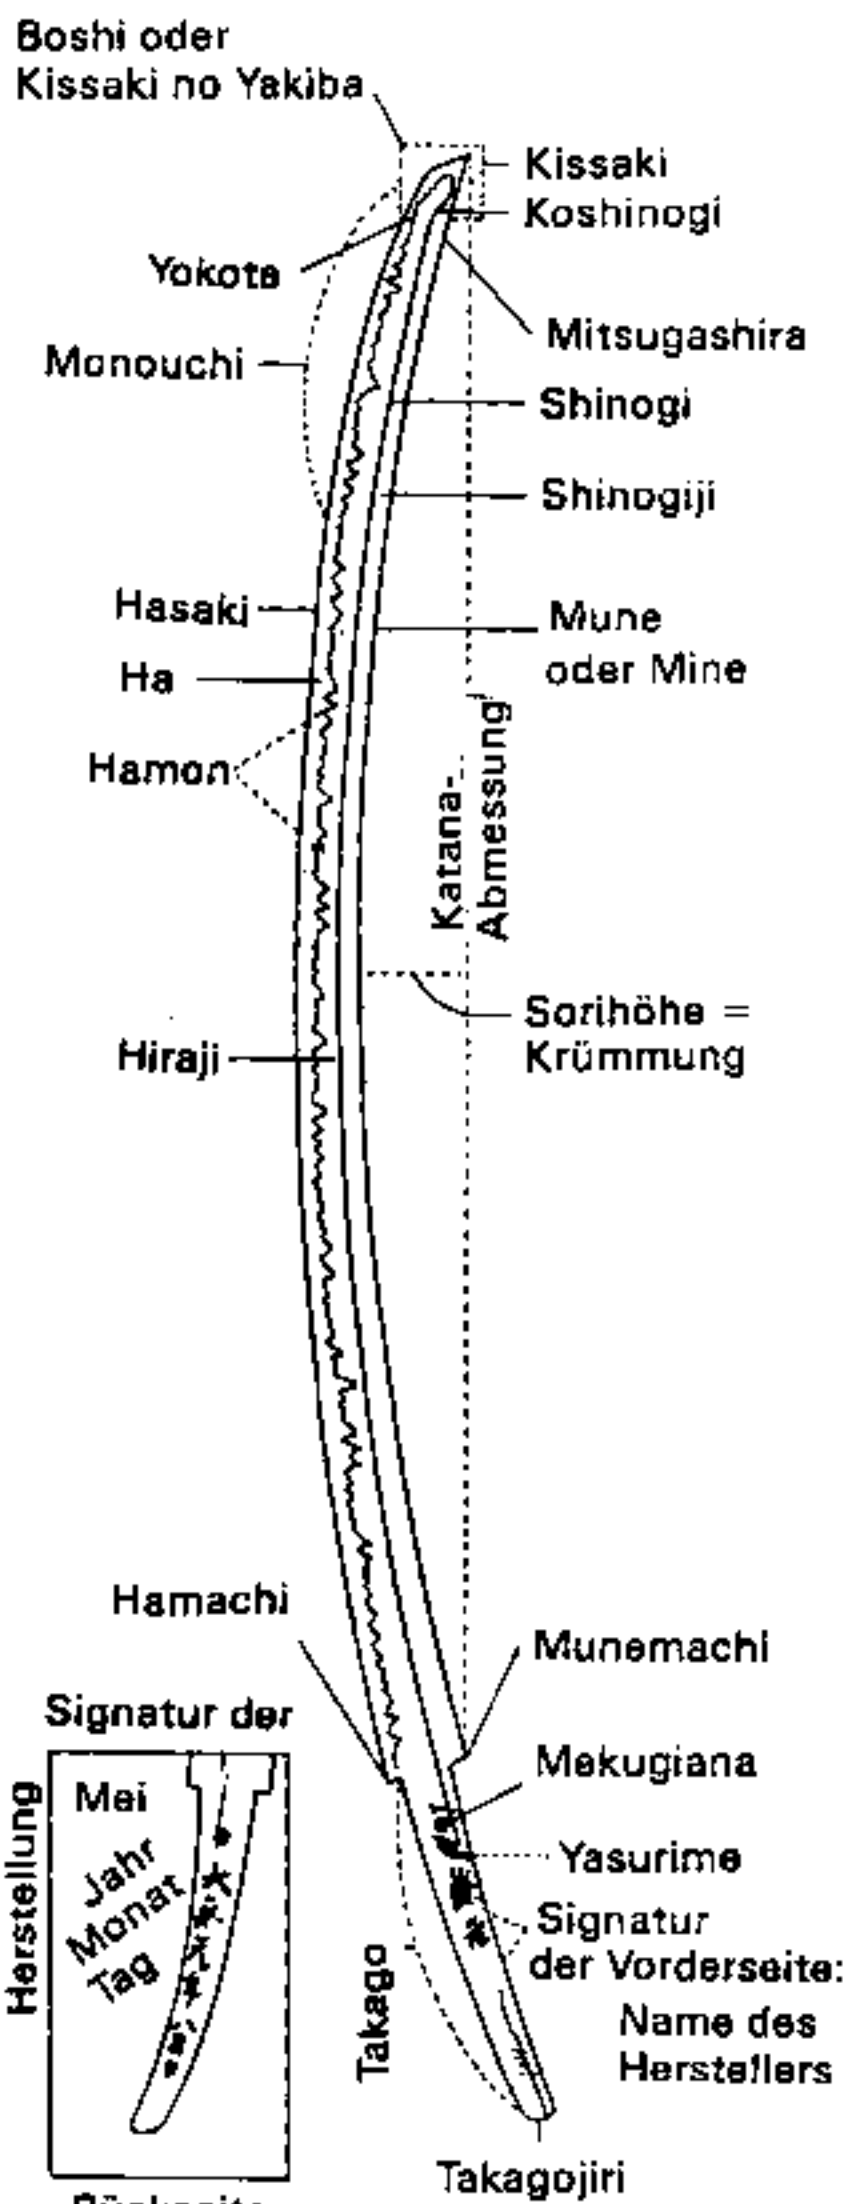 Boshi oder
Kissaki no Yakiba
Kissaki
Koshinogi
Yokote
Mitsugashira
Monouchi
Shinogi
Shinogiji
Hasaki
Mune
oder Mine
Ha
Hamon
Katana-
Abmessung
Sorihöhe =
Krümmung
Hiraji
Hamachi
Munemachi
Signatur der
Herstellung
Mei
Jahr
Monat
Tag
Mekugiana
Yasurime
Signatur
der Vorderseite:
Name des
Herstellers
Takago
Takagojiri